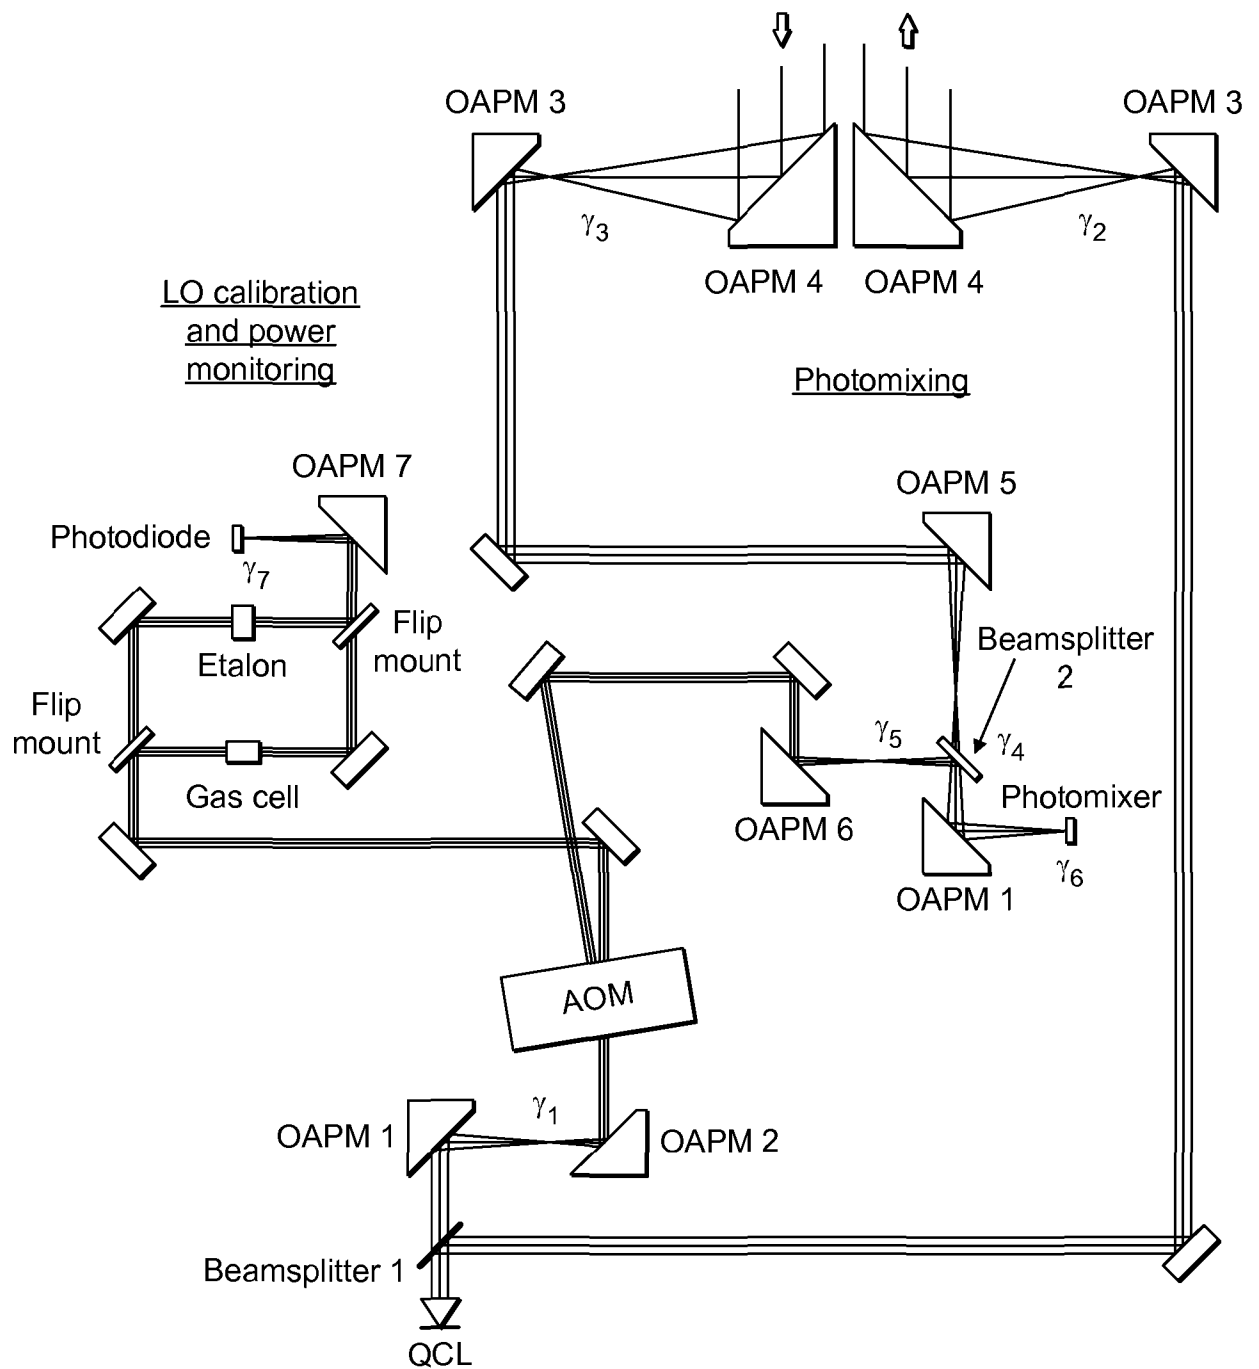 OAPM 3
OAPM 3
γ3
γ2
OAPM 4
OAPM 4
LO calibration
and power
monitoring
Photomixing
OAPM 7
OAPM 5
Photodiode
γ7
Flip
mount
Etalon
Beamsplitter
2
Flip
mount
γ5
γ4
Gas cell
Photomixer
OAPM 6
γ6
OAPM 1
AOM
γ1
OAPM 1
OAPM 2
Beamsplitter 1
QCL